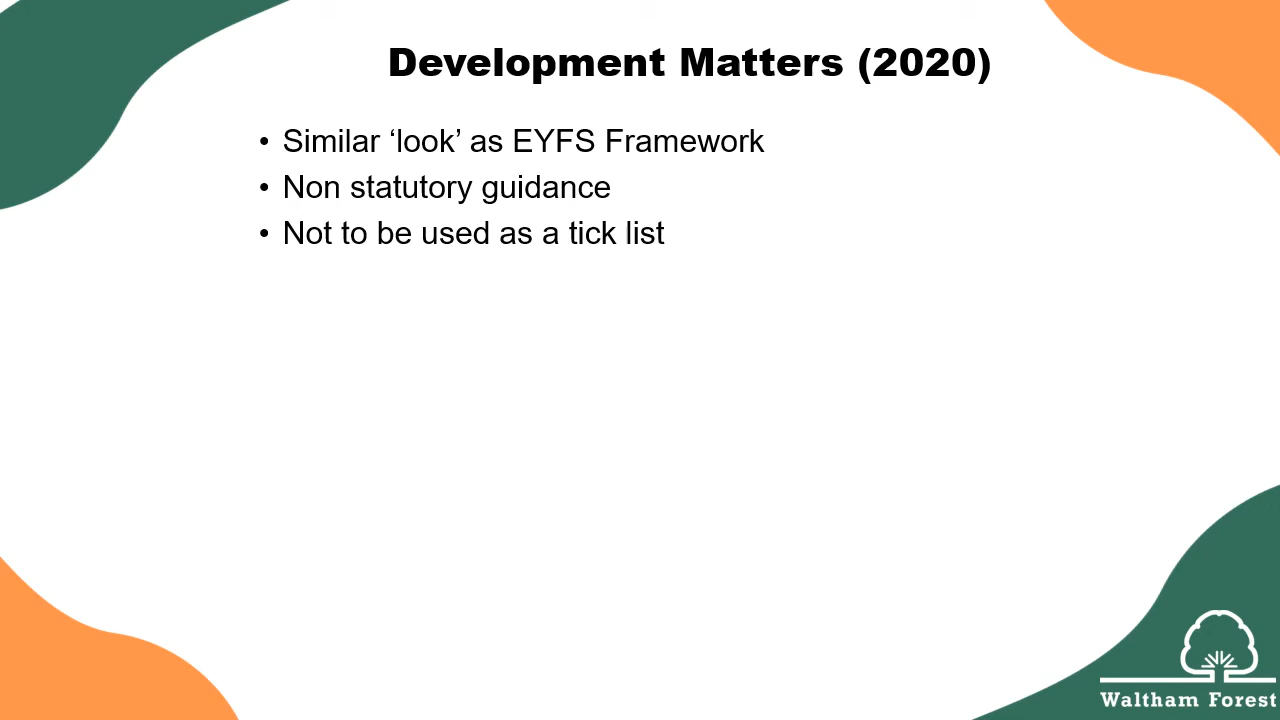 Development Matters (2020)
• Similar ‘look’ as EYFS Framework
• Non statutory guidance
• Not to be used as a tick list
Waltham Forest